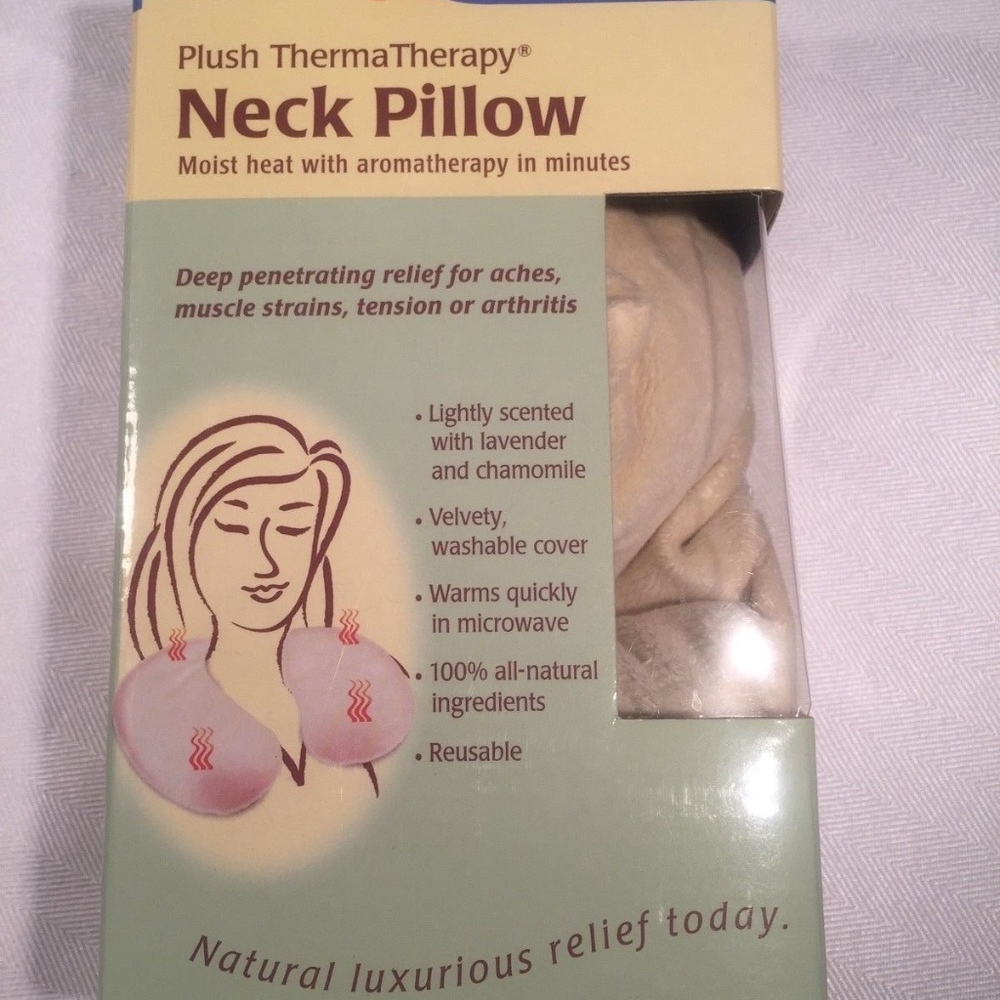 Plush ThermaTherapy®
Neck Pillow
Moist heat with aromatherapy in minutes
Deep penetrating relief for aches,
muscle strains, tension or arthritis
• Lightly scented
with lavender
and chamomile
• Velvety,
washable cover
• Warms quickly
in microwave
• 100% all-natural
ingredients
• Reusable
Natural luxurious relief today.